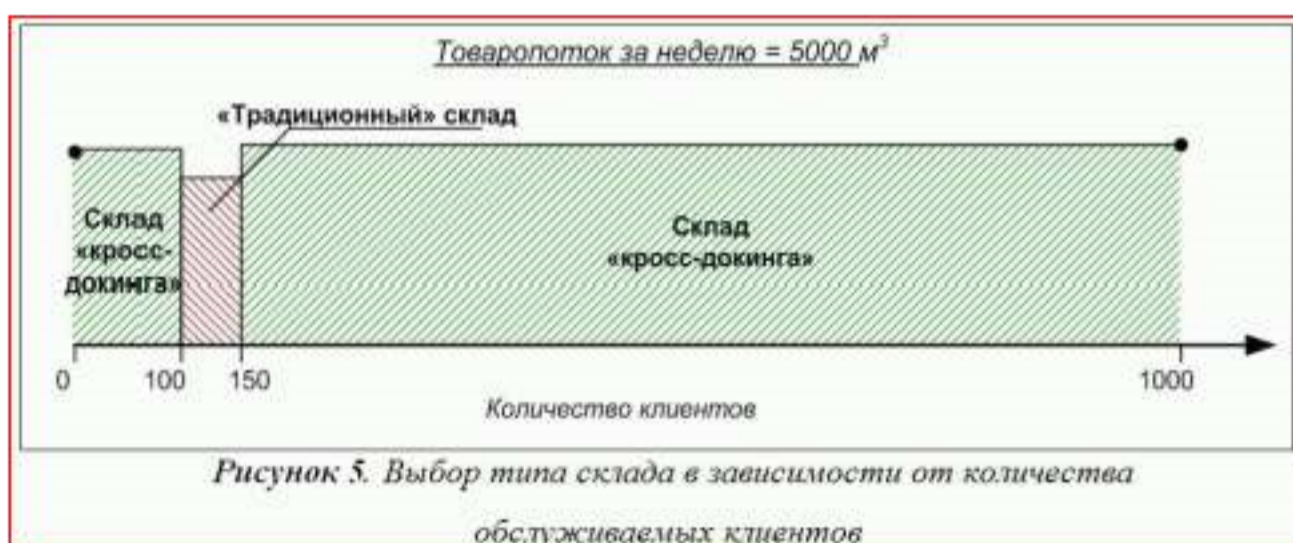 Товаропоток за неделю = 5000 м³
«Традиционный» склад
Склад
«кросс-
докинга»
Склад
«кросс-докинга»
0 100 150 1000
Количество клиентов
Рисунок 5. Выбор типа склада в зависимости от количества
обслуживаемых клиентов